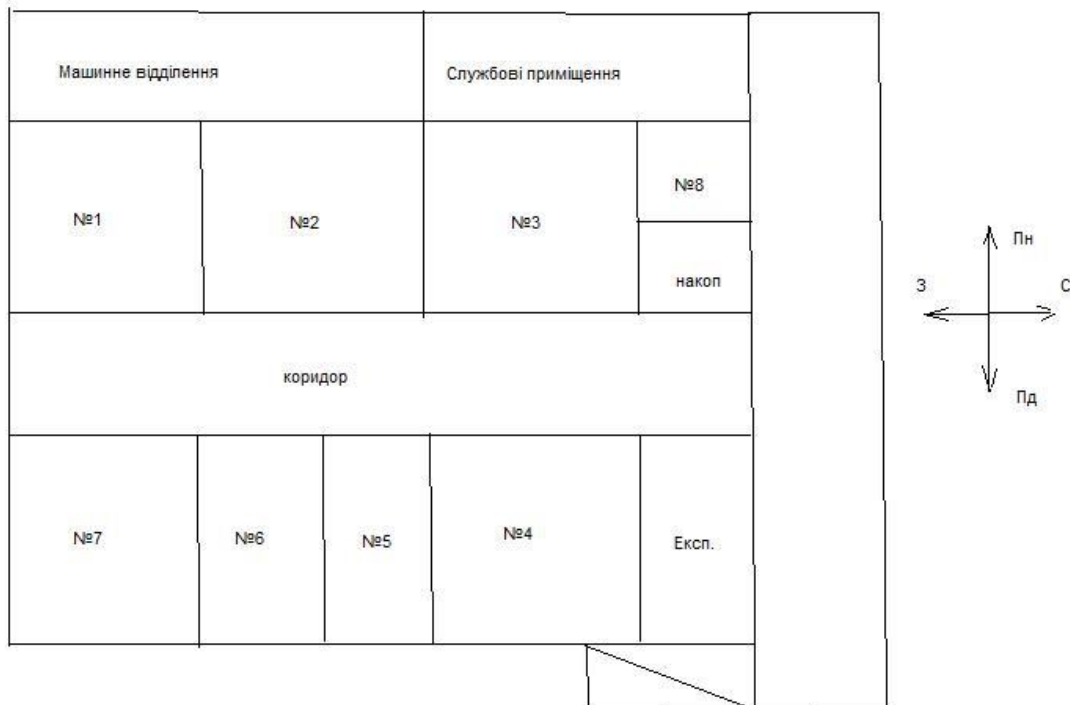 Машинне відділення
Службові приміщення
№1
№2
№3
№8
накоп
коридор
№7
№6
№5
№4
Експ.
Пн
З
С
Пд